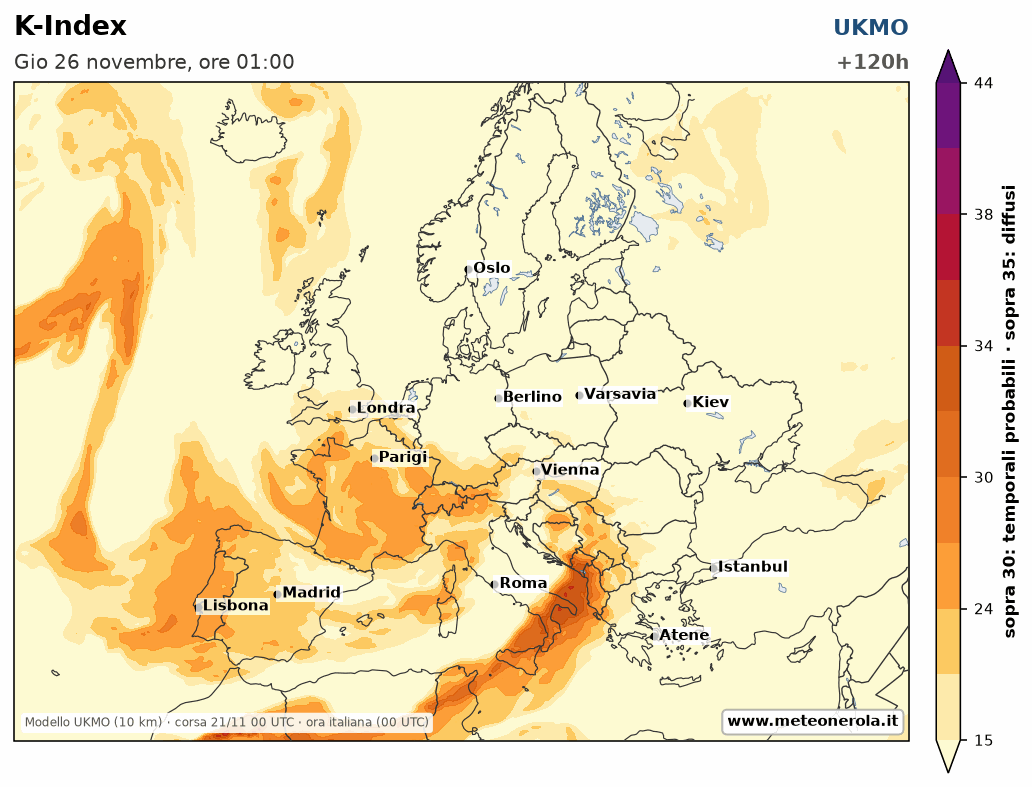 K-Index
UKMO
Gio 26 novembre, ore 01:00
+120h
44
38
34
30
24
15
sopra 30: temporali probabili · sopra 35: diffusi
Oslo
Berlino
Varsavia
Kiev
Londra
Parigi
Vienna
Istanbul
Roma
Madrid
Lisbona
Atene
Modello UKMO (10 km) · corsa 21/11 00 UTC · ora italiana (00 UTC)
www.meteonerola.it